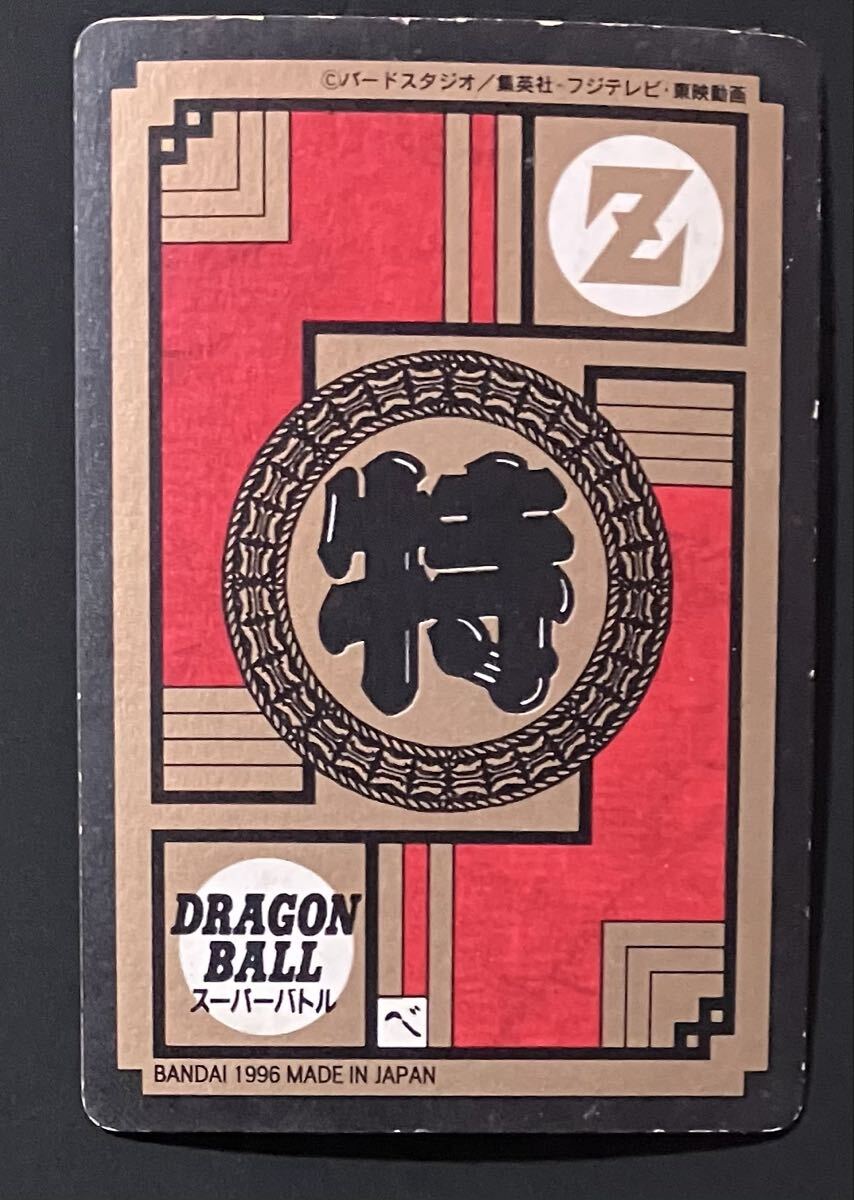 ©バードスタジオ／集英社・フジテレビ・東映動画
Z
特
DRAGON
BALL
スーパーバトル
べ
BANDAI 1996 MADE IN JAPAN